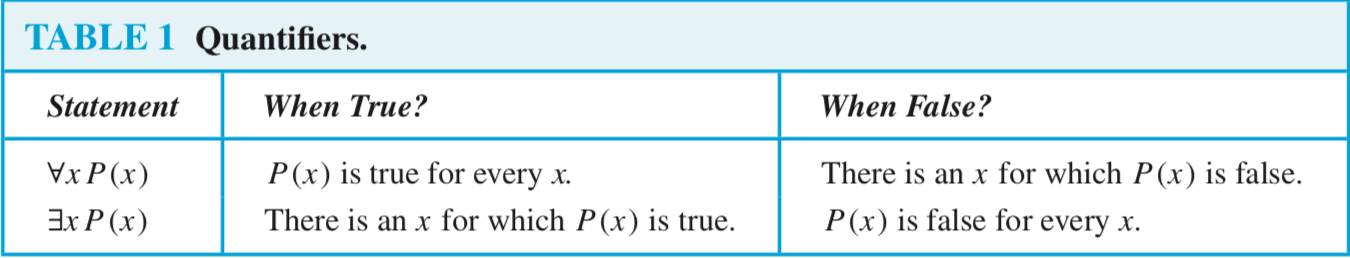 TABLE 1 Quantifiers.
Statement When True? When False?
∀x P(x) P(x) is true for every x. There is an x for which P(x) is false.
∃x P(x) There is an x for which P(x) is true. P(x) is false for every x.